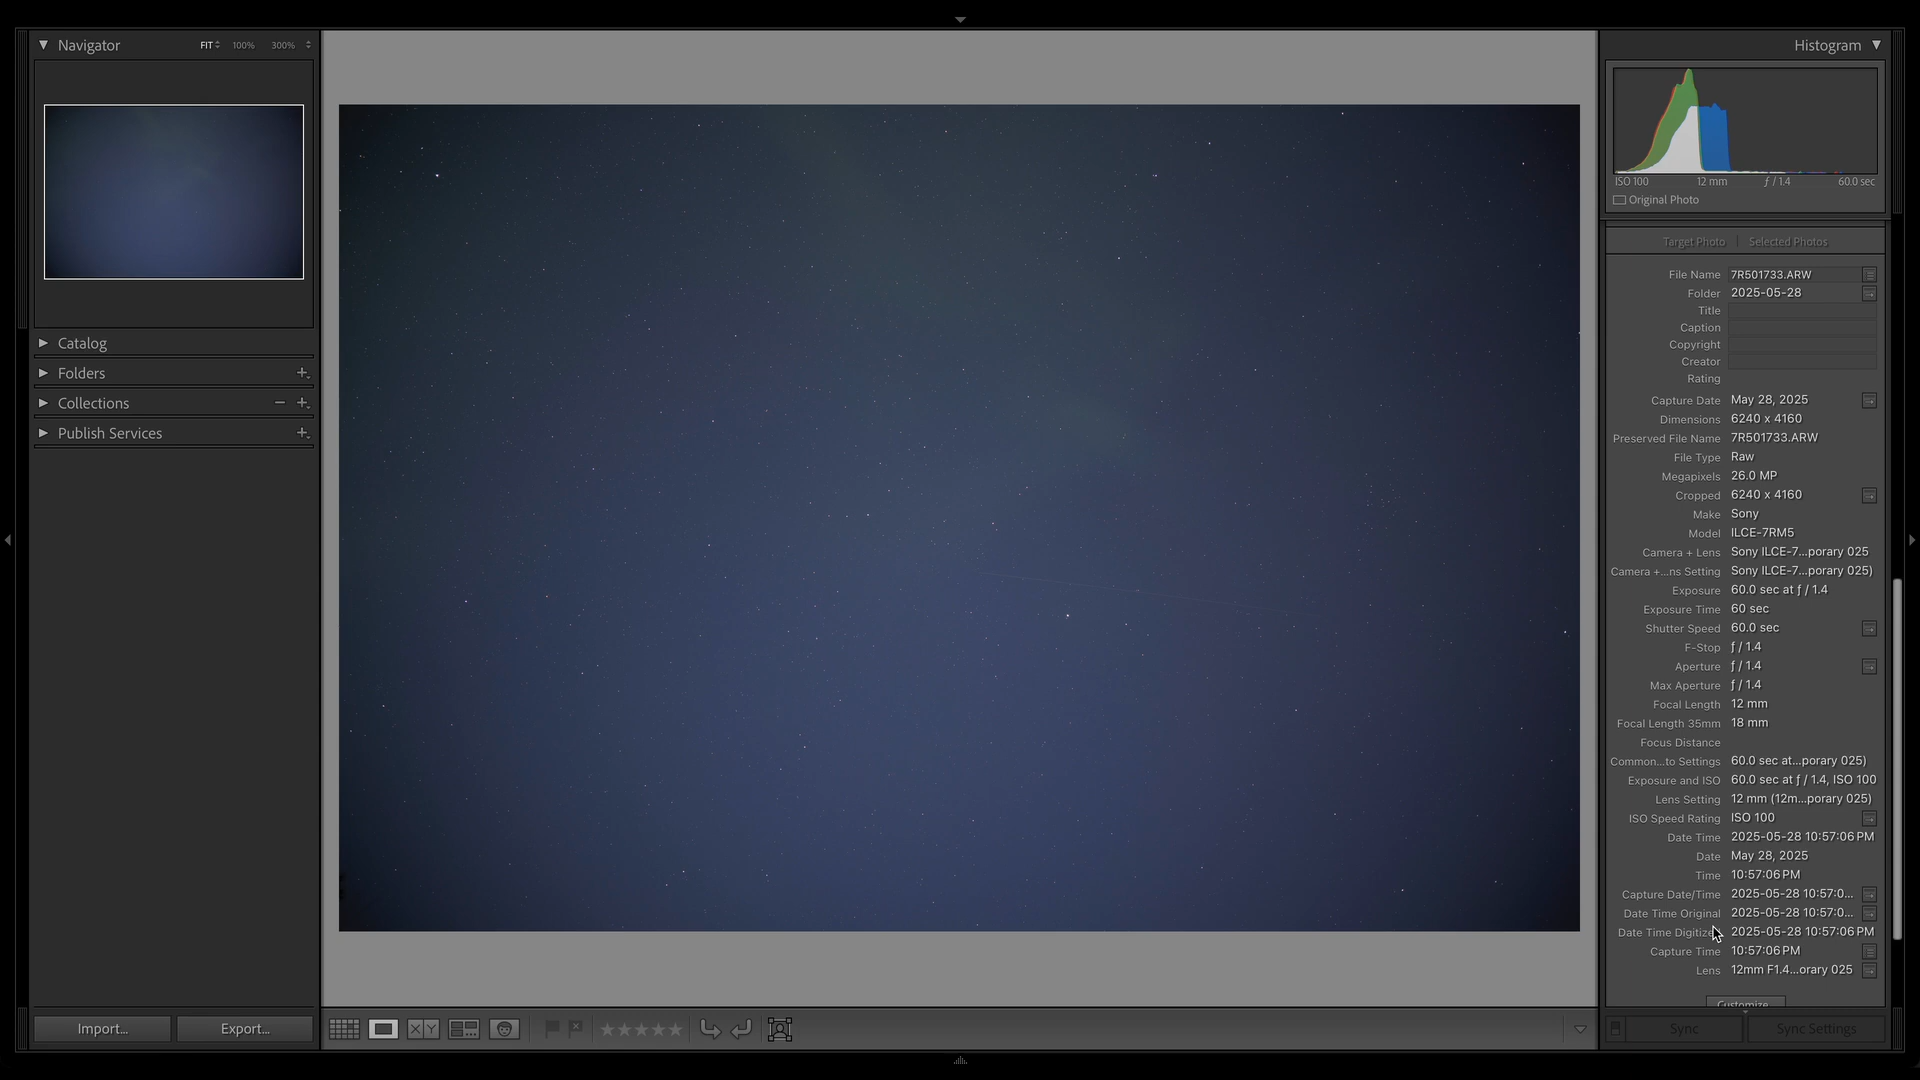 Navigator
FIT 100% 300%
Catalog
Folders
Collections
Publish Services
Import... Export...
Histogram
ISO 100 12 mm ƒ / 1.4 60.0 sec
Original Photo
Target Photo Selected Photos
File Name 7R501733.ARW
Folder 2025-05-28
Title
Caption
Copyright
Creator
Rating
Capture Date May 28, 2025
Dimensions 6240 x 4160
Preserved File Name 7R501733.ARW
File Type Raw
Megapixels 26.0 MP
Cropped 6240 x 4160
Make Sony
Model ILCE-7RM5
Camera + Lens Sony ILCE-7...porary 025
Camera +...ns Setting Sony ILCE-7...porary 025)
Exposure 60.0 sec at ƒ / 1.4
Exposure Time 60 sec
Shutter Speed 60.0 sec
F-Stop ƒ / 1.4
Aperture ƒ / 1.4
Max Aperture ƒ / 1.4
Focal Length 12 mm
Focal Length 35mm 18 mm
Focus Distance
Common...to Settings 60.0 sec at...porary 025)
Exposure and ISO 60.0 sec at ƒ / 1.4, ISO 100
Lens Setting 12 mm (12m...porary 025)
ISO Speed Rating ISO 100
Date Time 2025-05-28 10:57:06 PM
Date May 28, 2025
Time 10:57:06 PM
Capture Date/Time 2025-05-28 10:57:0...
Date Time Original 2025-05-28 10:57:0...
Date Time Digitize 2025-05-28 10:57:06 PM
Capture Time 10:57:06 PM
Lens 12mm F1.4...orary 025
Customize...
XY
Sync Sync Settings